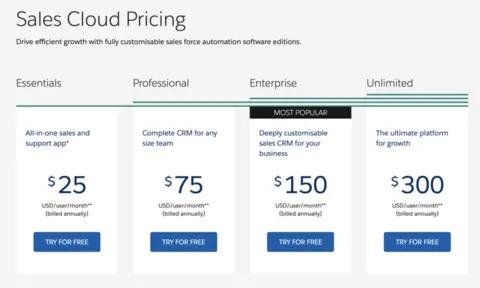 Sales Cloud Pricing
Drive efficient growth with fully customisable sales force automation software editions.
Essentials
Professional
Enterprise
Unlimited
MOST POPULAR
All-in-one sales and
support app*
Complete CRM for any
size team
Deeply customisable
sales CRM for your
business
The ultimate platform
for growth
$25
USD/user/month**
(billed annually)
$75
USD/user/month**
(billed annually)
$150
USD/user/month**
(billed annually)
$300
USD/user/month**
(billed annually)
TRY FOR FREE
TRY FOR FREE
TRY FOR FREE
TRY FOR FREE